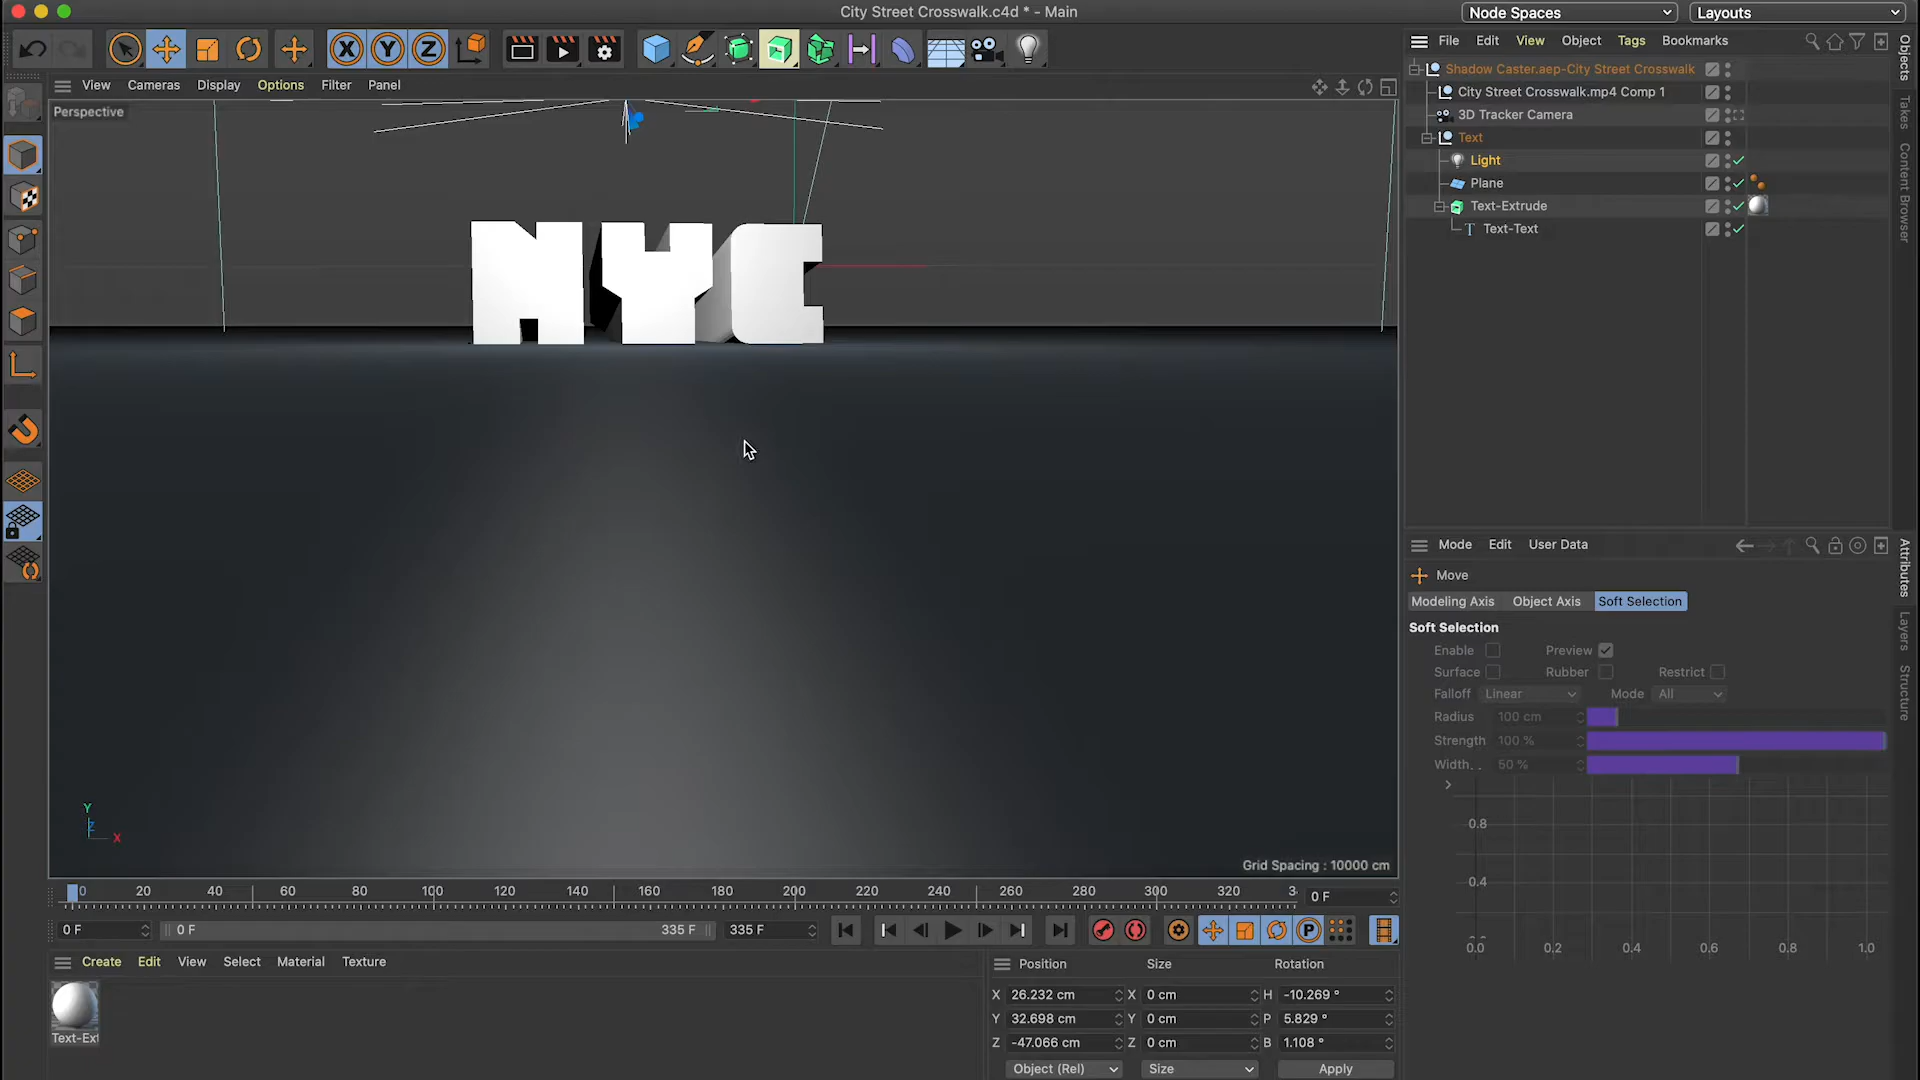 City Street Crosswalk.c4d * - Main
Node Spaces
Layouts
X Y Z
File Edit View Object Tags Bookmarks
View Cameras Display Options Filter Panel
Perspective
NYC
Shadow Caster.aep-City Street Crosswalk
City Street Crosswalk.mp4 Comp 1
3D Tracker Camera
Text
Light
Plane
Text-Extrude
Text-Text
Objects
Takes
Content Browser
Mode Edit User Data
Move
Modeling Axis Object Axis Soft Selection
Soft Selection
Enable Preview
Surface Rubber Restrict
Falloff Linear Mode All
Radius 100 cm
Strength 100 %
Width. . 50 %
0.8
0.4
0.0 0.2 0.4 0.6 0.8 1.0
Attributes
Layers
Structure
Y
Z
X
Grid Spacing : 10000 cm
0 20 40 60 80 100 120 140 160 180 200 220 240 260 280 300 320 3
0 F
0 F 0 F 335 F 335 F
P
Create Edit View Select Material Texture
Text-Ext
Position Size Rotation
X 26.232 cm X 0 cm H -10.269 °
Y 32.698 cm Y 0 cm P 5.829 °
Z -47.066 cm Z 0 cm B 1.108 °
Object (Rel) Size Apply